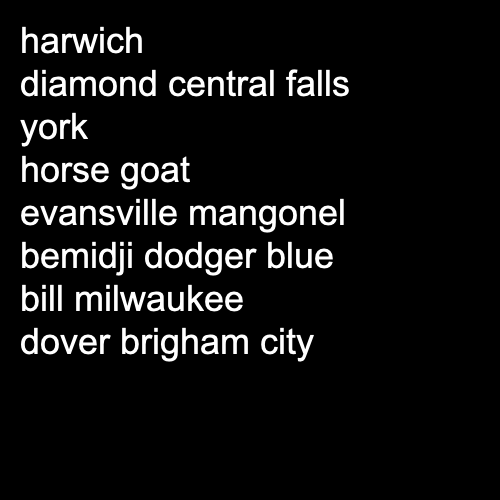 harwich
diamond central falls
york
horse goat
evansville mangonel
bemidji dodger blue
bill milwaukee
dover brigham city